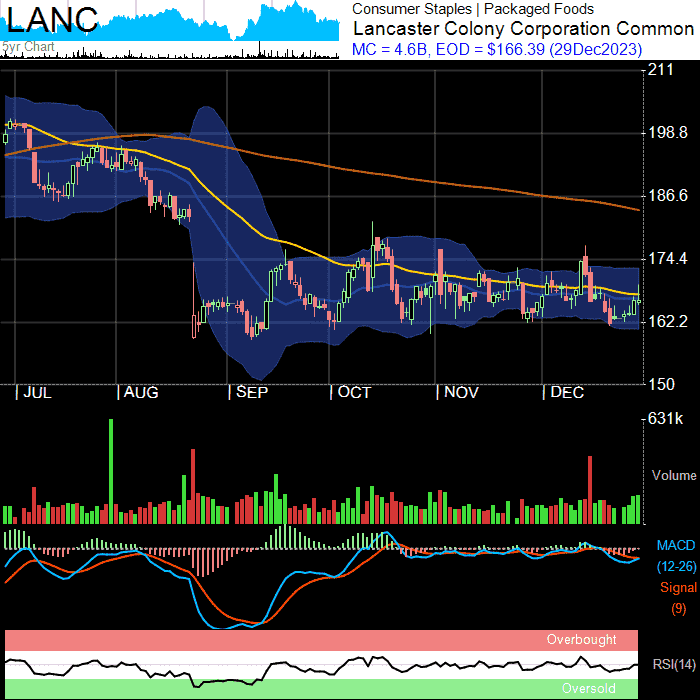 LANC
5yr Chart
Consumer Staples | Packaged Foods
Lancaster Colony Corporation Common
MC = 4.6B, EOD = $166.39 (29Dec2023)
211
198.8
186.6
174.4
162.2
150
JUL AUG SEP OCT NOV DEC
631k
Volume
MACD
(12-26)
Signal
(9)
Overbought
RSI(14)
Oversold